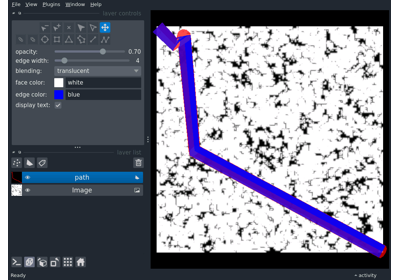 File View Plugins Window Help
layer controls
opacity: 0.70
edge width: 4
blending: translucent
face color: white
edge color: blue
display text:
layer list
path
Image
Ready
activity